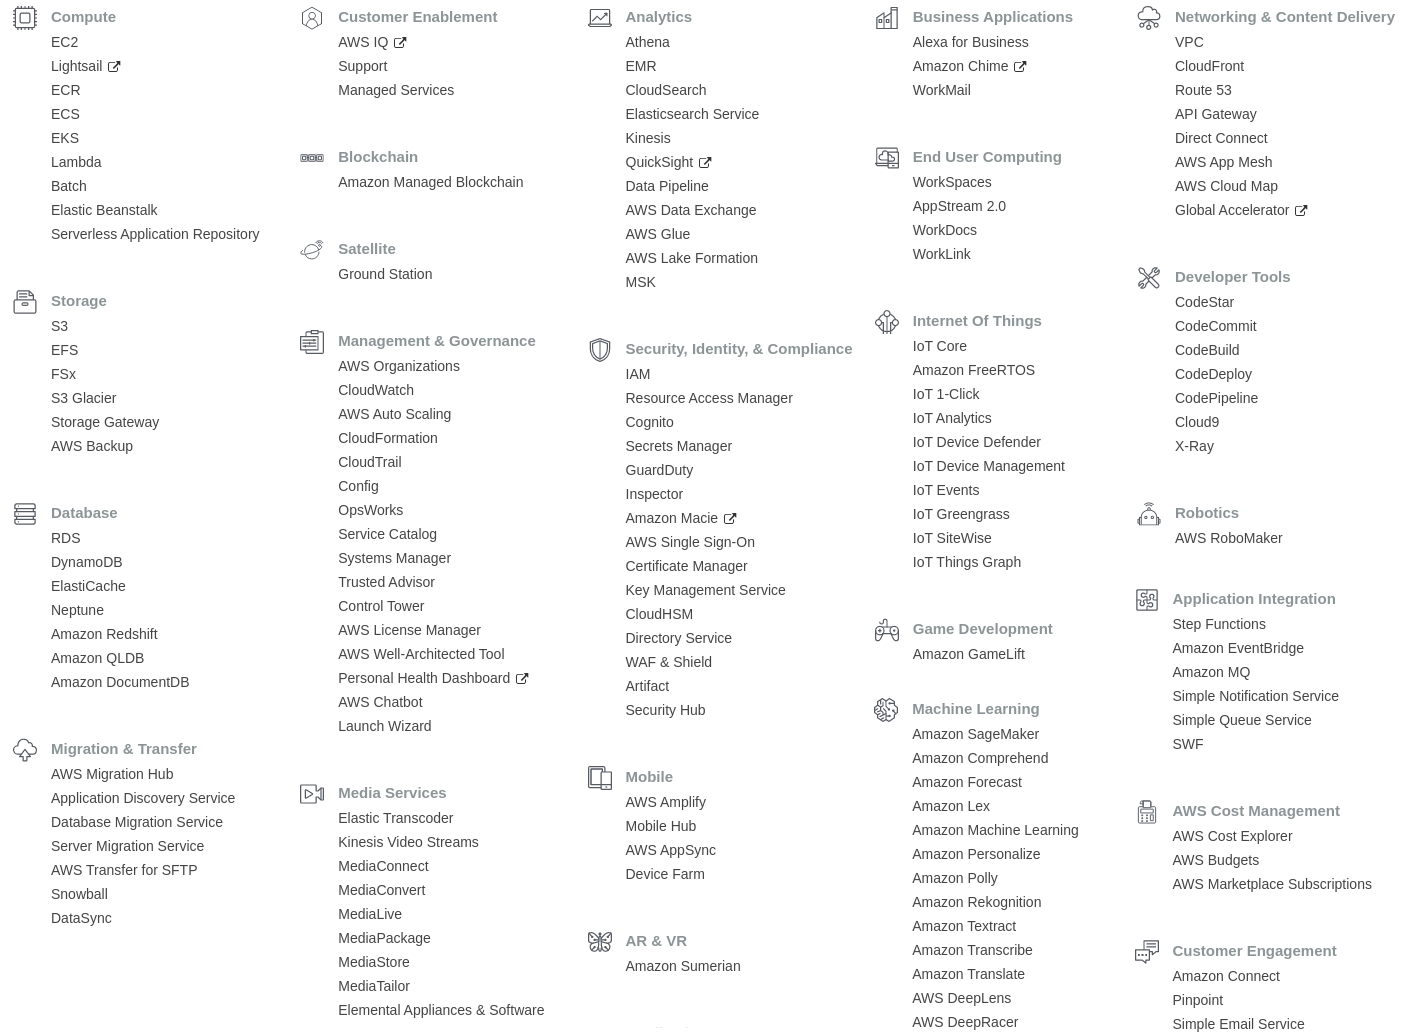 Compute
EC2
Lightsail
ECR
ECS
EKS
Lambda
Batch
Elastic Beanstalk
Serverless Application Repository
Storage
S3
EFS
FSx
S3 Glacier
Storage Gateway
AWS Backup
Database
RDS
DynamoDB
ElastiCache
Neptune
Amazon Redshift
Amazon QLDB
Amazon DocumentDB
Migration & Transfer
AWS Migration Hub
Application Discovery Service
Database Migration Service
Server Migration Service
AWS Transfer for SFTP
Snowball
DataSync
Customer Enablement
AWS IQ
Support
Managed Services
Blockchain
Amazon Managed Blockchain
Satellite
Ground Station
Management & Governance
AWS Organizations
CloudWatch
AWS Auto Scaling
CloudFormation
CloudTrail
Config
OpsWorks
Service Catalog
Systems Manager
Trusted Advisor
Control Tower
AWS License Manager
AWS Well-Architected Tool
Personal Health Dashboard
AWS Chatbot
Launch Wizard
Media Services
Elastic Transcoder
Kinesis Video Streams
MediaConnect
MediaConvert
MediaLive
MediaPackage
MediaStore
MediaTailor
Elemental Appliances & Software
Analytics
Athena
EMR
CloudSearch
Elasticsearch Service
Kinesis
QuickSight
Data Pipeline
AWS Data Exchange
AWS Glue
AWS Lake Formation
MSK
Security, Identity, & Compliance
IAM
Resource Access Manager
Cognito
Secrets Manager
GuardDuty
Inspector
Amazon Macie
AWS Single Sign-On
Certificate Manager
Key Management Service
CloudHSM
Directory Service
WAF & Shield
Artifact
Security Hub
Mobile
AWS Amplify
Mobile Hub
AWS AppSync
Device Farm
AR & VR
Amazon Sumerian
Business Applications
Alexa for Business
Amazon Chime
WorkMail
End User Computing
WorkSpaces
AppStream 2.0
WorkDocs
WorkLink
Internet Of Things
IoT Core
Amazon FreeRTOS
IoT 1-Click
IoT Analytics
IoT Device Defender
IoT Device Management
IoT Events
IoT Greengrass
IoT SiteWise
IoT Things Graph
Game Development
Amazon GameLift
Machine Learning
Amazon SageMaker
Amazon Comprehend
Amazon Forecast
Amazon Lex
Amazon Machine Learning
Amazon Personalize
Amazon Polly
Amazon Rekognition
Amazon Textract
Amazon Transcribe
Amazon Translate
AWS DeepLens
AWS DeepRacer
Networking & Content Delivery
VPC
CloudFront
Route 53
API Gateway
Direct Connect
AWS App Mesh
AWS Cloud Map
Global Accelerator
Developer Tools
CodeStar
CodeCommit
CodeBuild
CodeDeploy
CodePipeline
Cloud9
X-Ray
Robotics
AWS RoboMaker
Application Integration
Step Functions
Amazon EventBridge
Amazon MQ
Simple Notification Service
Simple Queue Service
SWF
AWS Cost Management
AWS Cost Explorer
AWS Budgets
AWS Marketplace Subscriptions
Customer Engagement
Amazon Connect
Pinpoint
Simple Email Service